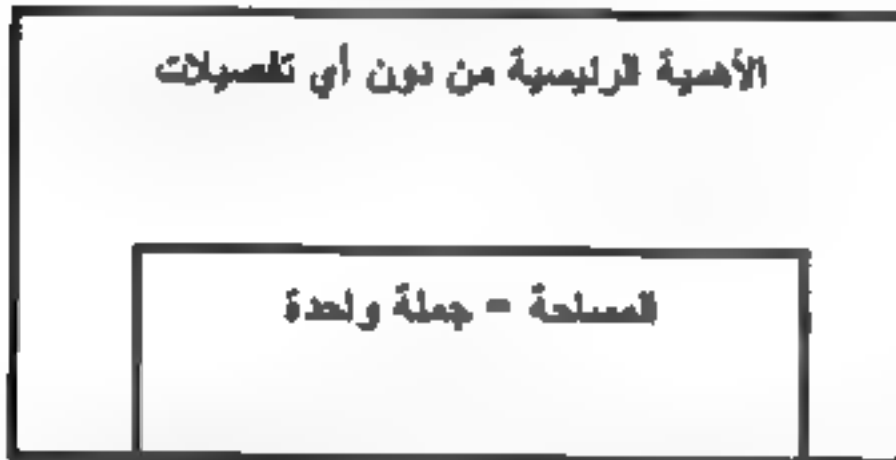 الأهمية الرئيسية من دون أي تفصيلات
المساحة = جملة واحدة